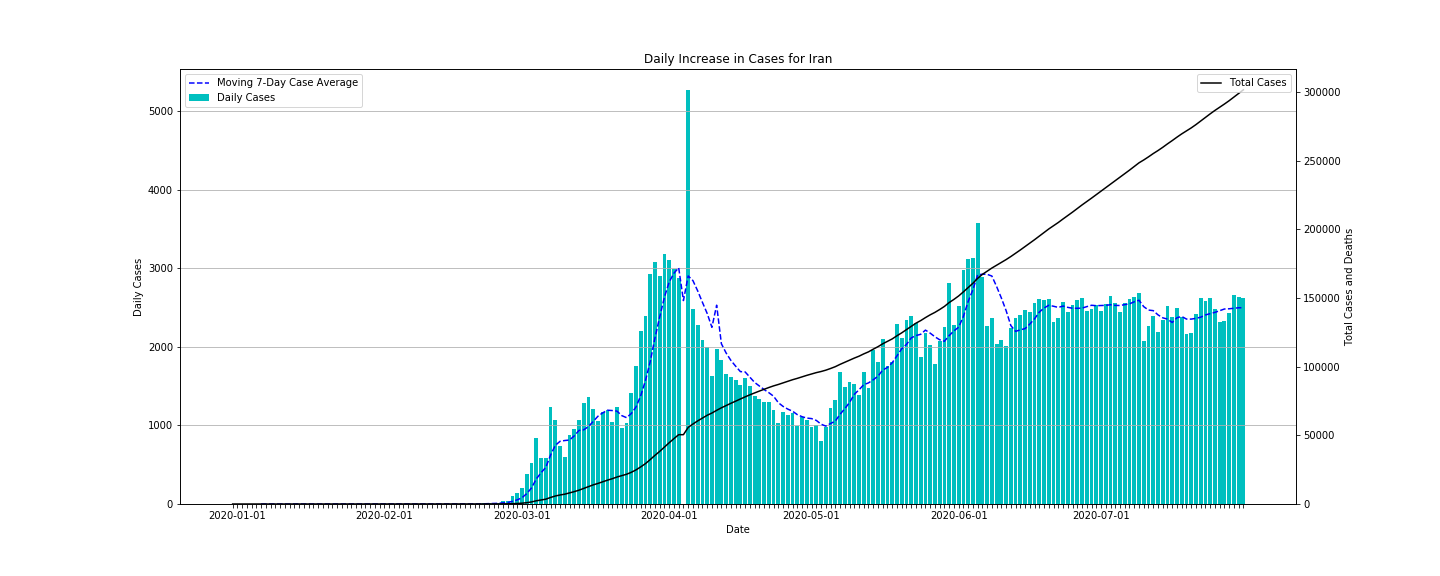 Daily Increase in Cases for Iran
Moving 7-Day Case Average
Daily Cases
Total Cases
Daily Cases
5000
4000
3000
2000
1000
0
300000
250000
200000
150000
100000
50000
0
Total Cases and Deaths
2020-01-01 2020-02-01 2020-03-01 2020-04-01 2020-05-01 2020-06-01 2020-07-01
Date